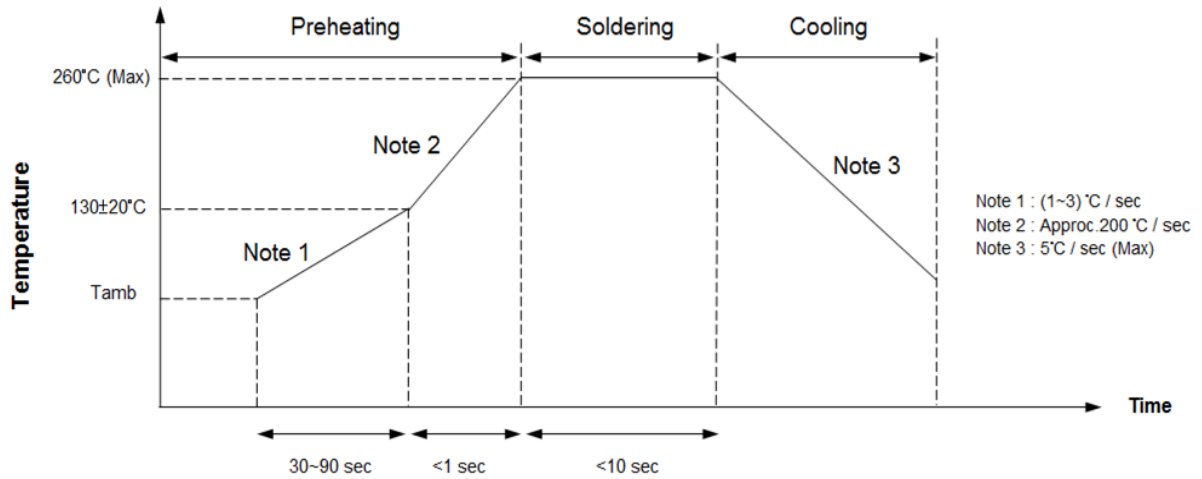 Preheating
Soldering
Cooling
260°C (Max)
Note 2
Note 3
130±20°C
Note 1
Tamb
Temperature
Note 1 : (1~3) ℃ / sec
Note 2 : Approc.200 ℃ / sec
Note 3 : 5℃ / sec (Max)
Time
30~90 sec
<1 sec
<10 sec